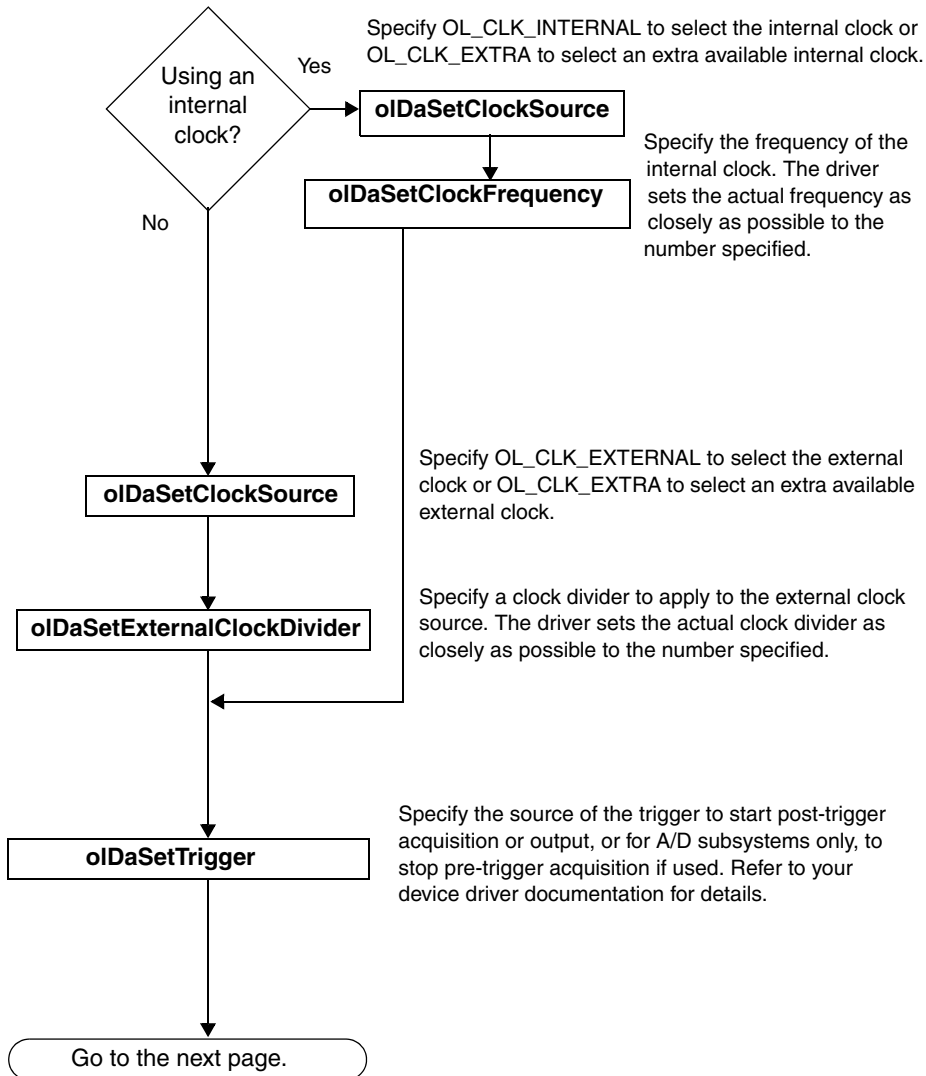 Specify OL_CLK_INTERNAL to select the internal clock or
OL_CLK_EXTRA to select an extra available internal clock.
Using an
internal
clock?
Yes
olDaSetClockSource
Specify the frequency of the
internal clock. The driver
sets the actual frequency as
closely as possible to the
number specified.
olDaSetClockFrequency
No
Specify OL_CLK_EXTERNAL to select the external
clock or OL_CLK_EXTRA to select an extra available
external clock.
olDaSetClockSource
Specify a clock divider to apply to the external clock
source. The driver sets the actual clock divider as
closely as possible to the number specified.
olDaSetExternalClockDivider
Specify the source of the trigger to start post-trigger
acquisition or output, or for A/D subsystems only, to
stop pre-trigger acquisition if used. Refer to your
device driver documentation for details.
olDaSetTrigger
Go to the next page.